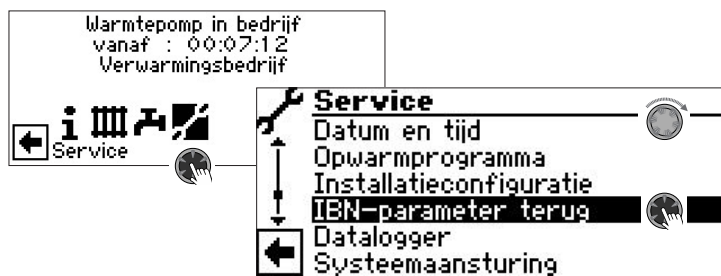 Warmtepomp in bedrijf
vanaf : 00:07:12
Verwarmingsbedrijf
Service
Service
Datum en tijd
Opwarmprogramma
Installatieconfiguratie
IBN-parameter terug
Datalogger
Systeemaansturing